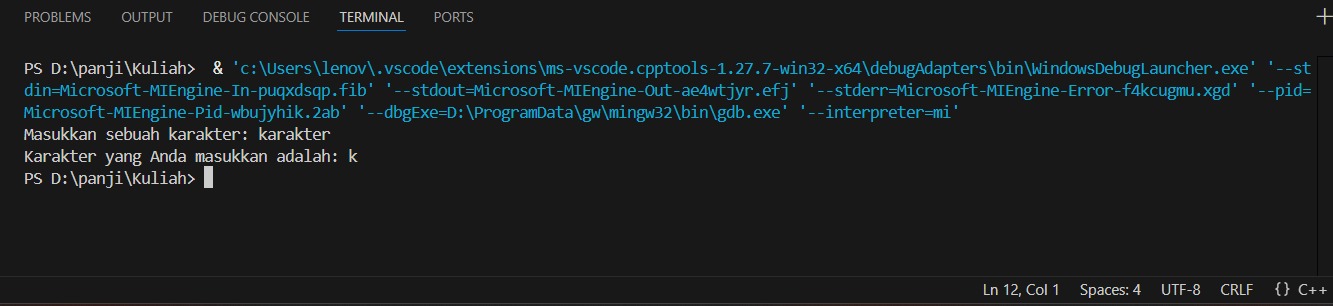 PROBLEMS OUTPUT DEBUG CONSOLE TERMINAL PORTS
PS D:\panji\Kuliah>  & 'c:\Users\lenov\.vscode\extensions\ms-vscode.cpptools-1.27.7-win32-x64\debugAdapters\bin\WindowsDebugLauncher.exe' '--st
din=Microsoft-MIEngine-In-puqxdsqp.fib' '--stdout=Microsoft-MIEngine-Out-ae4wtjyr.efj' '--stderr=Microsoft-MIEngine-Error-f4kcugmu.xgd' '--pid=
Microsoft-MIEngine-Pid-wbujyhik.2ab' '--dbgExe=D:\ProgramData\gw\mingw32\bin\gdb.exe' '--interpreter=mi'
Masukkan sebuah karakter: karakter
Karakter yang Anda masukkan adalah: k
PS D:\panji\Kuliah>
Ln 12, Col 1 Spaces: 4 UTF-8 CRLF {} C++